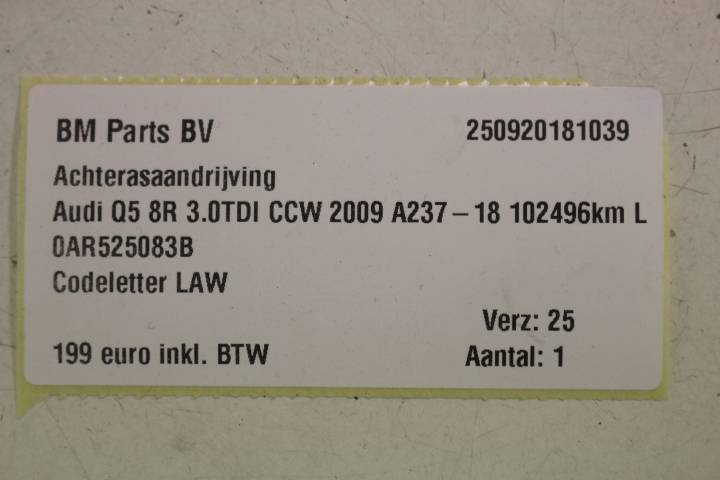 BM Parts BV 250920181039
Achterasaandrijving
Audi Q5 8R 3.0TDI CCW 2009 A237-18 102496km L
0AR525083B
Codeletter LAW
Verz: 25
199 euro inkl. BTW Aantal: 1